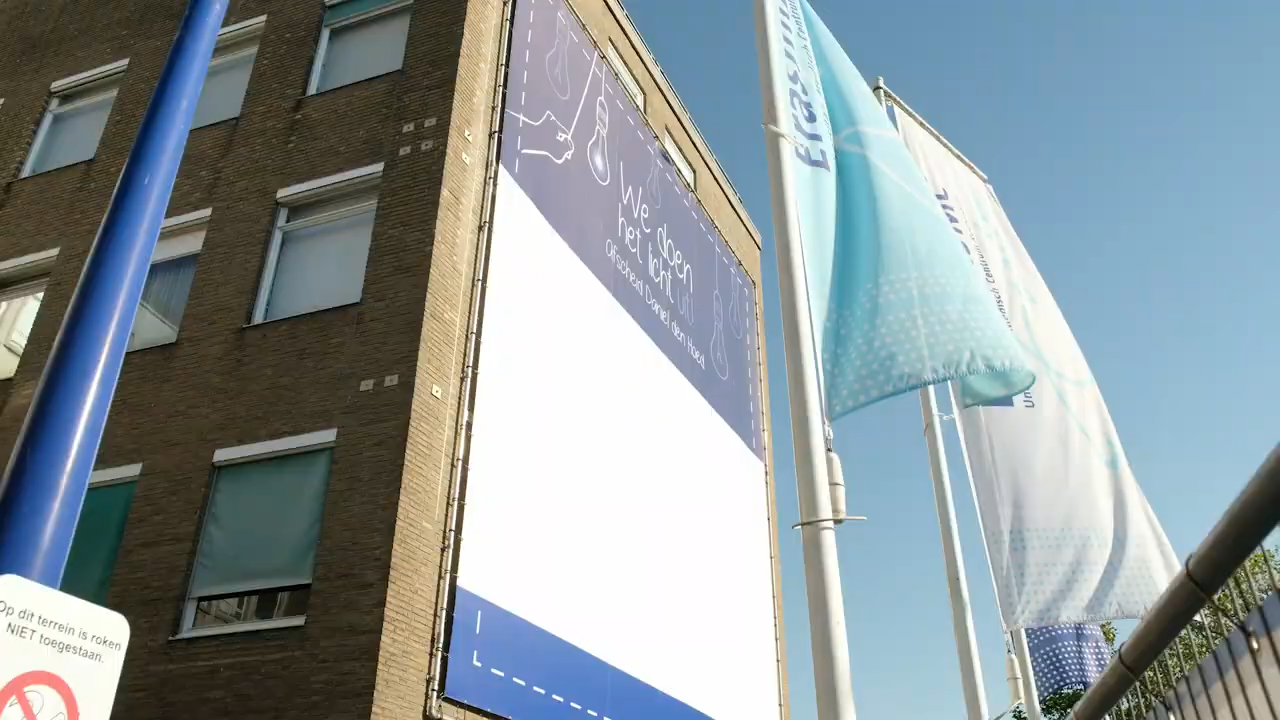 We doen
het licht uit
Afscheid Daniel den Hoed
Erasmus
Op dit terrein is roken
NIET toegestaan.